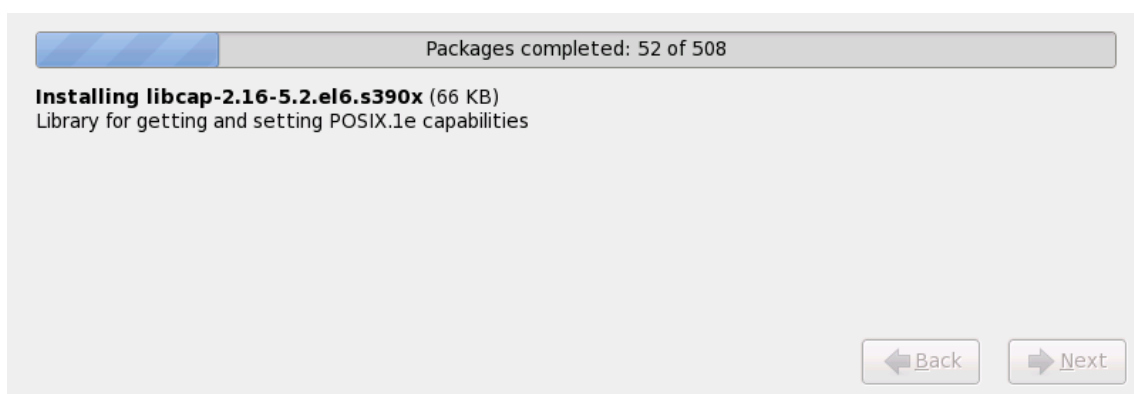 Packages completed: 52 of 508
Installing libcap-2.16-5.2.el6.s390x (66 KB)
Library for getting and setting POSIX.1e capabilities
Back
Next